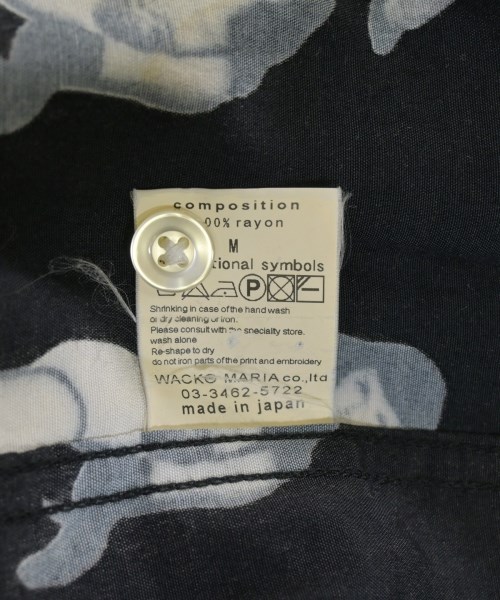 composition
00% rayon
M
tional symbols
P
Shrinking in case of the hand wash
or dry cleaning or iron.
Please consult with the specialty store.
wash alone
Re-shape to dry
do not iron parts of the print and embroidery
WACKO MARIA co., ltd
03-3462-5722
made in japan